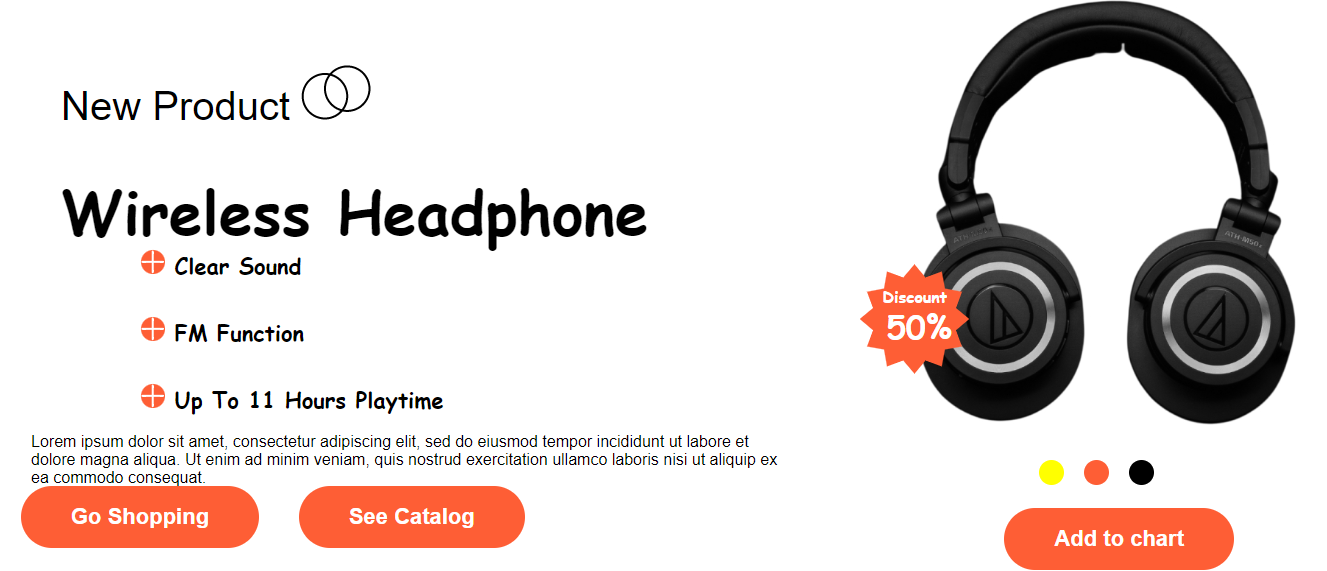 New Product
Wireless Headphone
Clear Sound
FM Function
Up To 11 Hours Playtime
Lorem ipsum dolor sit amet, consectetur adipiscing elit, sed do eiusmod tempor incididunt ut labore et
dolore magna aliqua. Ut enim ad minim veniam, quis nostrud exercitation ullamco laboris nisi ut aliquip ex
ea commodo consequat.
Go Shopping
See Catalog
Discount
50%
Add to chart